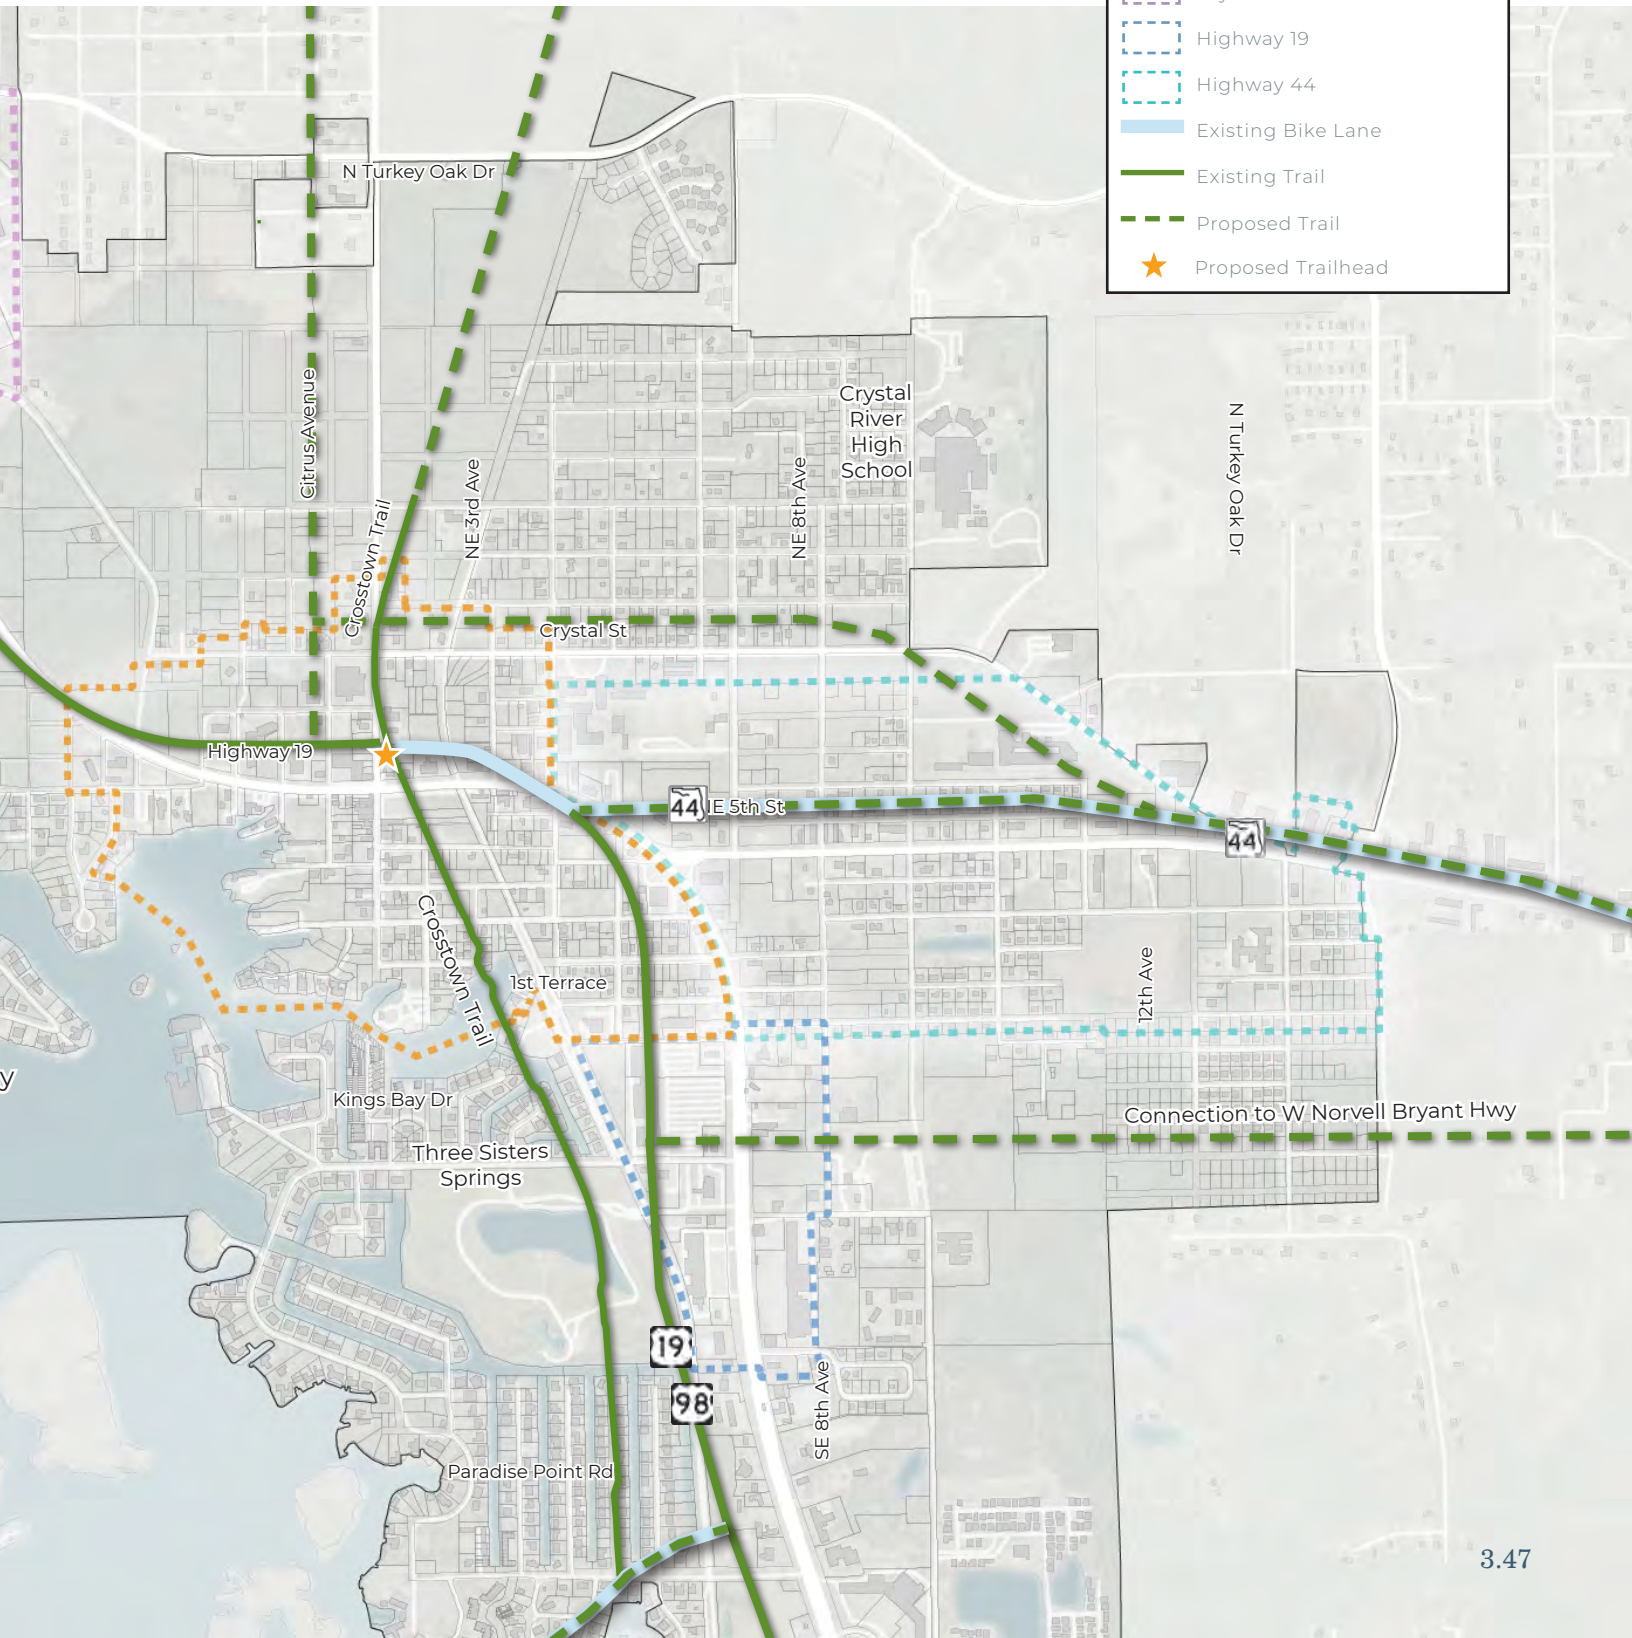 Highway 19
Highway 44
Existing Bike Lane
Existing Trail
Proposed Trail
Proposed Trailhead
N Turkey Oak Dr
Citrus Avenue
Crosstown Trail
NE 3rd Ave
NE 8th Ave
Crystal
River
High
School
N Turkey Oak Dr
Crystal St
Highway 19
44
NE 5th St
44
Crosstown Trail
1st Terrace
12th Ave
y
Kings Bay Dr
Connection to W Norvell Bryant Hwy
Three Sisters
Springs
19
98
SE 8th Ave
Paradise Point Rd
3.47